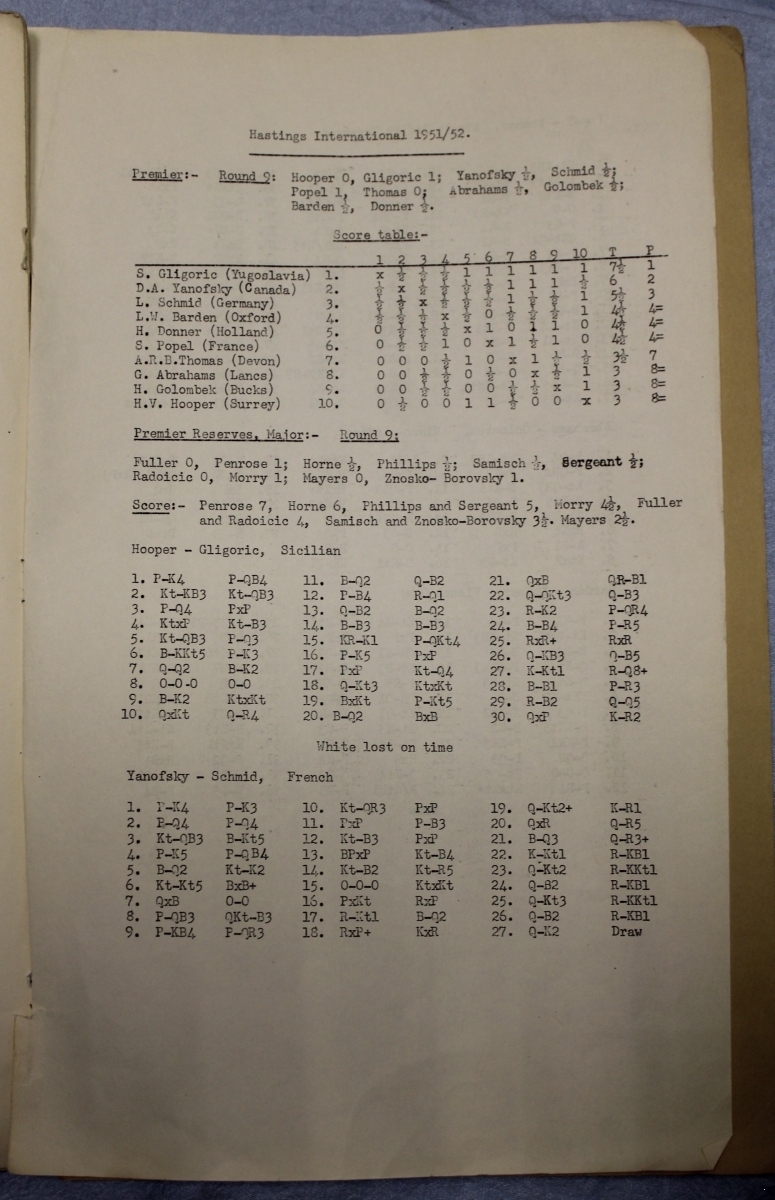 Hastings International 1951/52.
Premier:- Round 9: Hooper 0, Gligoric 1; Yanofsky ½, Schmid ½;
Popel 1, Thomas 0; Abrahams ½, Golombek ½;
Barden ½, Donner ½.
Score table:-
1 2 3 4 5 6 7 8 9 10 T P
S. Gligoric (Yugoslavia) 1. x ½ ½ ½ 1 1 1 1 1 1 7½ 1
D.A. Yanofsky (Canada) 2. ½ x ½ ½ ½ ½ 1 1 1 ½ 6 2
L. Schmid (Germany) 3. ½ ½ x ½ ½ ½ 1 ½ ½ 1 5½ 3
L.W. Barden (Oxford) 4. ½ ½ ½ x ½ 0 ½ ½ ½ 1 4½ 4=
H. Donner (Holland) 5. 0 ½ ½ ½ x 1 0 1 1 0 4½ 4=
S. Popel (France) 6. 0 ½ ½ 1 0 x 1 ½ 1 0 4½ 4=
A.R.B.Thomas (Devon) 7. 0 0 0 ½ 1 0 x 1 ½ ½ 3½ 7
G. Abrahams (Lancs) 8. 0 0 ½ ½ 0 ½ 0 x ½ 1 3 8=
H. Golombek (Bucks) 9. 0 0 ½ ½ 0 0 ½ ½ x 1 3 8=
H.V. Hooper (Surrey) 10. 0 ½ 0 0 1 1 ½ 0 0 x 3 8=
Premier Reserves, Major:- Round 9:
Fuller 0, Penrose 1; Horne ½, Phillips ½; Samisch ½, Sergeant ½;
Radoicic 0, Morry 1; Mayers 0, Znosko- Borovsky 1.
Score:- Penrose 7, Horne 6, Phillips and Sergeant 5, Morry 4½, Fuller
and Radoicic 4, Samisch and Znosko-Borovsky 3½. Mayers 2½.
Hooper - Gligoric, Sicilian
1. P-K4 P-QB4 11. B-Q2 Q-B2 21. QxB QR-B1
2. Kt-KB3 Kt-QB3 12. P-B4 R-Q1 22. Q-QKt3 Q-B3
3. P-Q4 PxP 13. Q-B2 B-Q2 23. R-K2 P-QR4
4. KtxP Kt-B3 14. B-B3 B-B3 24. B-B4 P-R5
5. Kt-QB3 P-Q3 15. KR-K1 P-QKt4 25. RxR+ RxR
6. B-KKt5 P-K3 16. P-K5 PxP 26. Q-KB3 Q-B5
7. Q-Q2 B-K2 17. PxP Kt-Q4 27. K-Kt1 R-Q8+
8. O-O-O O-O 18. Q-Kt3 KtxKt 28. B-B1 P-R3
9. B-K2 KtxKt 19. BxKt P-Kt5 29. R-B2 Q-Q5
10. QxKt Q-R4 20. B-Q2 BxB 30. QxP K-R2
White lost on time
Yanofsky - Schmid, French
1. P-K4 P-K3 10. Kt-QR3 PxP 19. Q-Kt2+ K-R1
2. P-Q4 P-Q4 11. PxP P-B3 20. QxR Q-R5
3. Kt-QB3 B-Kt5 12. Kt-B3 PxP 21. B-Q3 Q-R3+
4. P-K5 P-QB4 13. BPxP Kt-B4 22. K-Kt1 R-KB1
5. B-Q2 Kt-K2 14. Kt-B2 Kt-R5 23. Q-Kt2 R-KKt1
6. Kt-Kt5 BxB+ 15. O-O-O KtxKt 24. Q-B2 R-KB1
7. QxB O-O 16. PxKt RxP 25. Q-Kt3 R-KKt1
8. P-QB3 QKt-B3 17. R-Kt1 B-Q2 26. Q-B2 R-KB1
9. P-KB4 P-QR3 18. RxP+ KxR 27. Q-K2 Draw